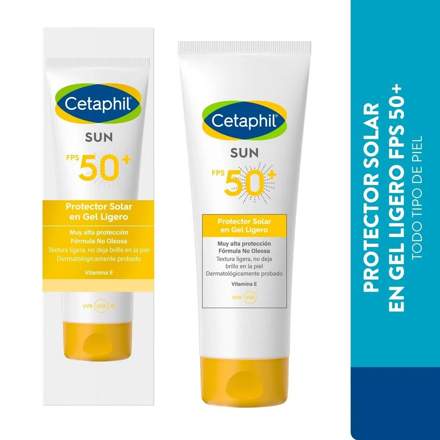 Cetaphil®
SUN
FPS 50+
Protector Solar
en Gel Ligero
Muy alta protección
Fórmula No Oleosa
Textura ligera, no deja
brillo en la piel
Dermatológicamente probado
Vitamina E
Cetaphil®
SUN
FPS 50+
Protector Solar
en Gel Ligero
Muy alta protección
Fórmula No Oleosa
Textura ligera, no deja
brillo en la piel
Dermatológicamente probado
Vitamina E
PROTECTOR SOLAR
EN GEL LIGERO FPS 50+
TODO TIPO DE PIEL